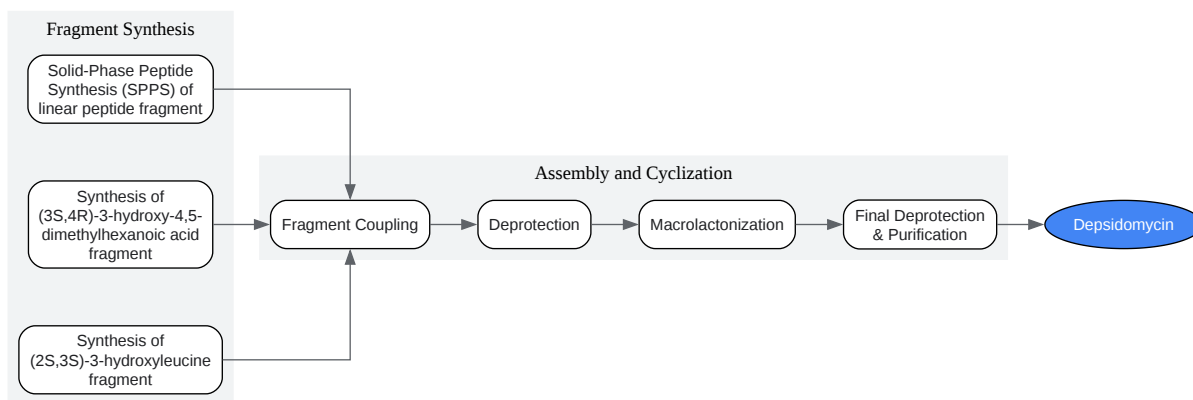 Fragment Synthesis
Solid-Phase Peptide
Synthesis (SPPS) of
linear peptide fragment
Synthesis of
(3S,4R)-3-hydroxy-4,5-
dimethylhexanoic acid
fragment
Synthesis of
(2S,3S)-3-hydroxyleucine
fragment
Assembly and Cyclization
Fragment Coupling
Deprotection
Macrolactonization
Final Deprotection
& Purification
Depsidomycin